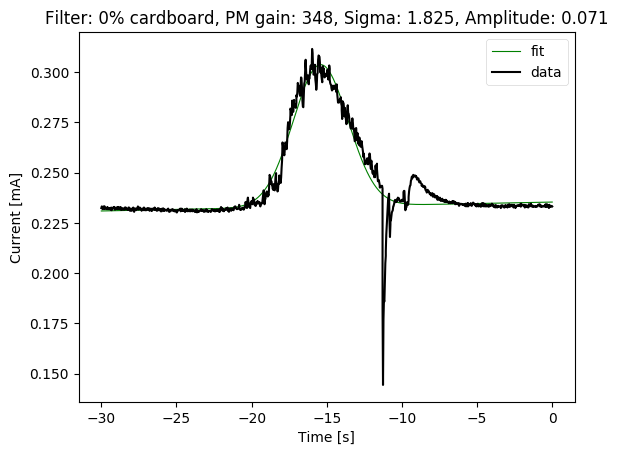 Filter: 0% cardboard, PM gain: 348, Sigma: 1.825, Amplitude: 0.071
fit
data
0.300
0.275
0.250
0.225
0.200
0.175
0.150
Current [mA]
−30
−25
−20
−15
−10
−5
0
Time [s]